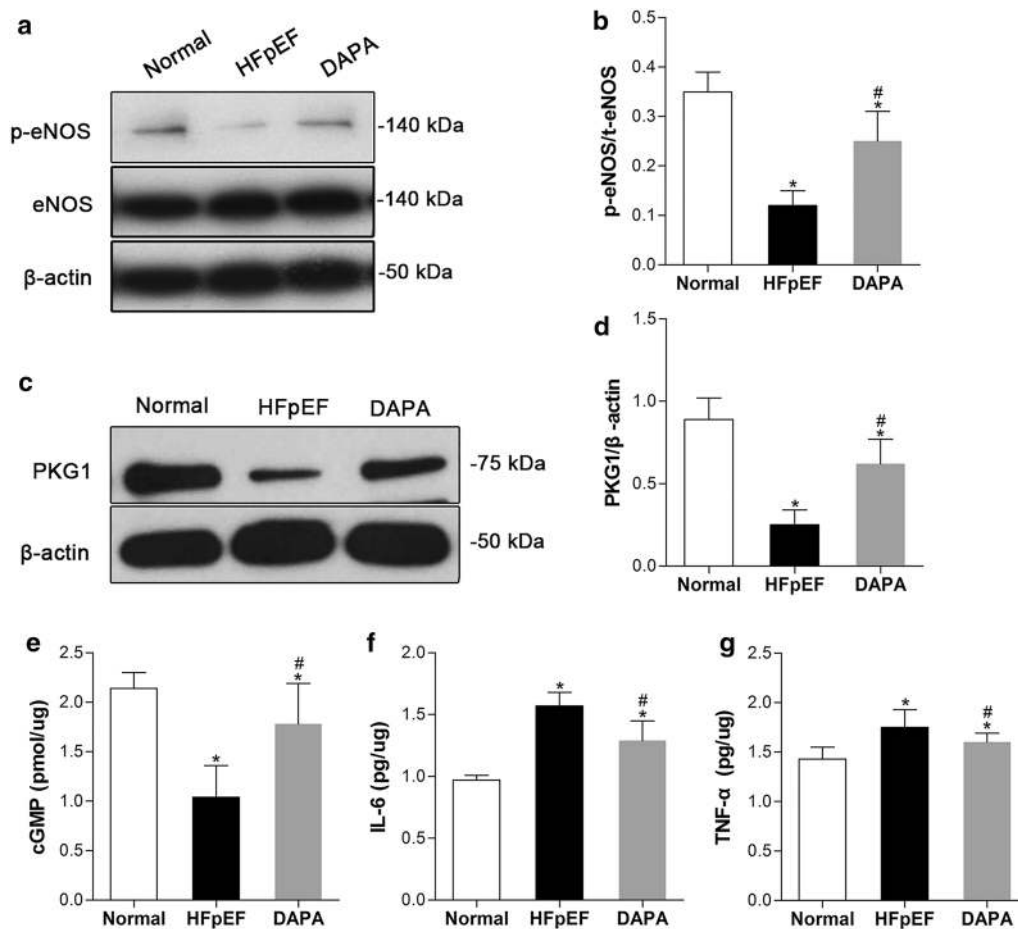 a
Normal HFpEF DAPA
p-eNOS -140 kDa
eNOS -140 kDa
β-actin -50 kDa
b
p-eNOS/t-eNOS
0.5
0.4
0.3
0.2
0.1
0.0
*
#
*
Normal HFpEF DAPA
c
Normal HFpEF DAPA
PKG1 -75 kDa
β-actin -50 kDa
d
PKG1/β -actin
1.5
1.0
0.5
0.0
*
#
*
Normal HFpEF DAPA
e
cGMP (pmol/ug)
2.5
2.0
1.5
1.0
0.5
0.0
*
#
*
Normal HFpEF DAPA
f
IL-6 (pg/ug)
2.0
1.5
1.0
0.5
0.0
*
#
*
Normal HFpEF DAPA
g
TNF-α (pg/ug)
2.5
2.0
1.5
1.0
0.5
0.0
*
#
*
Normal HFpEF DAPA